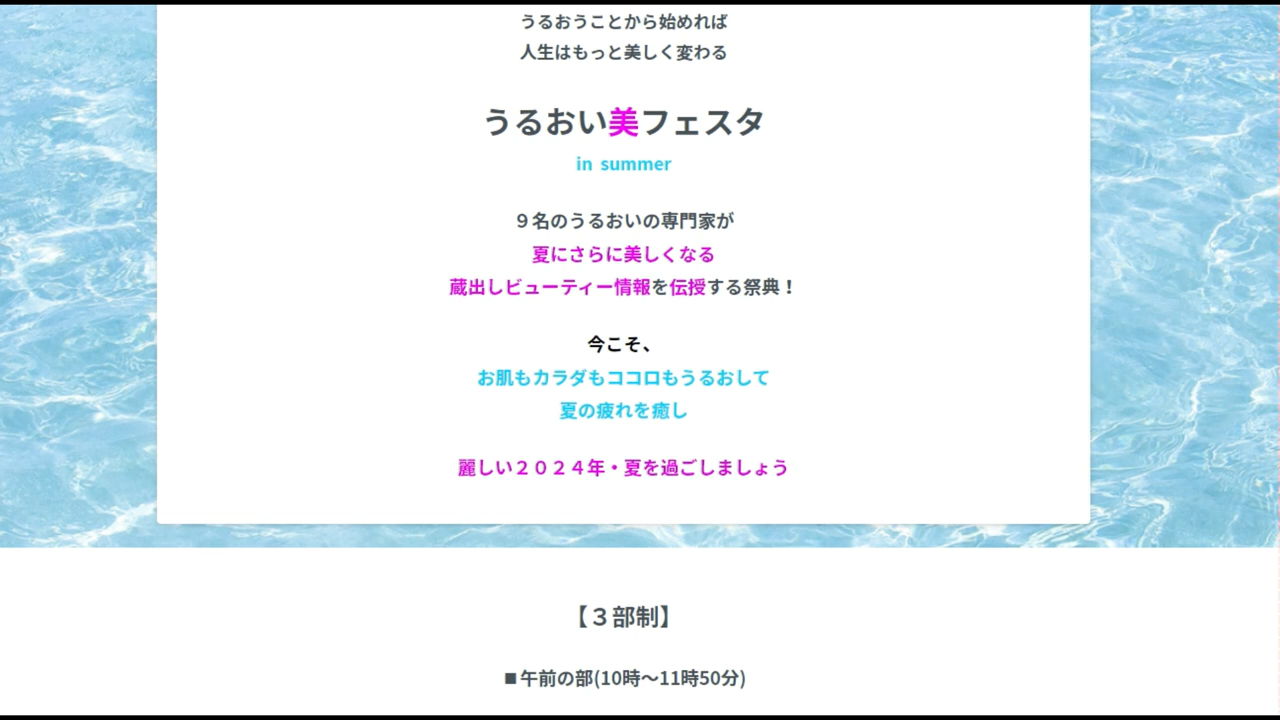 うるおうことから始めれば
人生はもっと美しく変わる
うるおい美フェスタ
in summer
９名のうるおいの専門家が
夏にさらに美しくなる
蔵出しビューティー情報を伝授する祭典！
今こそ、
お肌もカラダもココロもうるおして
夏の疲れを癒し
麗しい２０２４年・夏を過ごしましょう
【３部制】
■午前の部(10時〜11時50分)